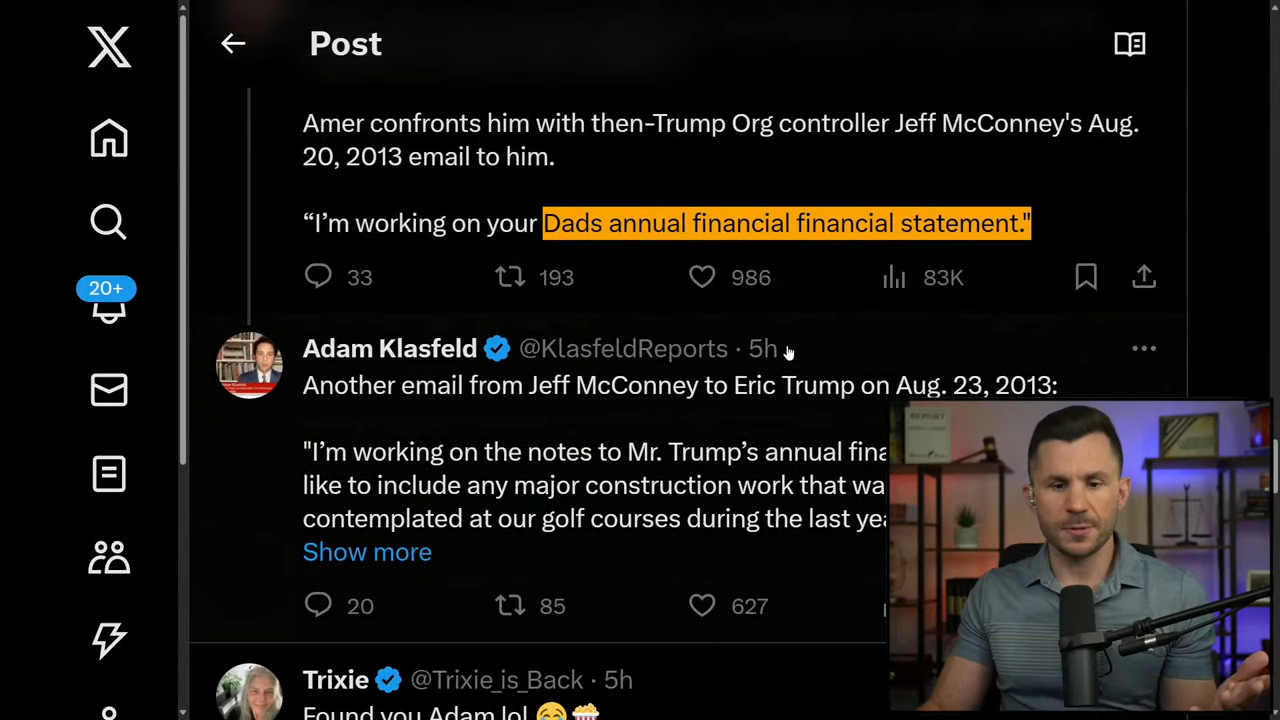 Post
Amer confronts him with then-Trump Org controller Jeff McConney's Aug.
20, 2013 email to him.
“I’m working on your Dads annual financial financial statement."
33 193 986 83K
20+
Adam Klasfeld @KlasfeldReports · 5h
Another email from Jeff McConney to Eric Trump on Aug. 23, 2013:
"I’m working on the notes to Mr. Trump’s annual fina
like to include any major construction work that wa
contemplated at our golf courses during the last yea
Show more
20 85 627
Trixie @Trixie_is_Back · 5h
Found you Adam lol 😂🍿